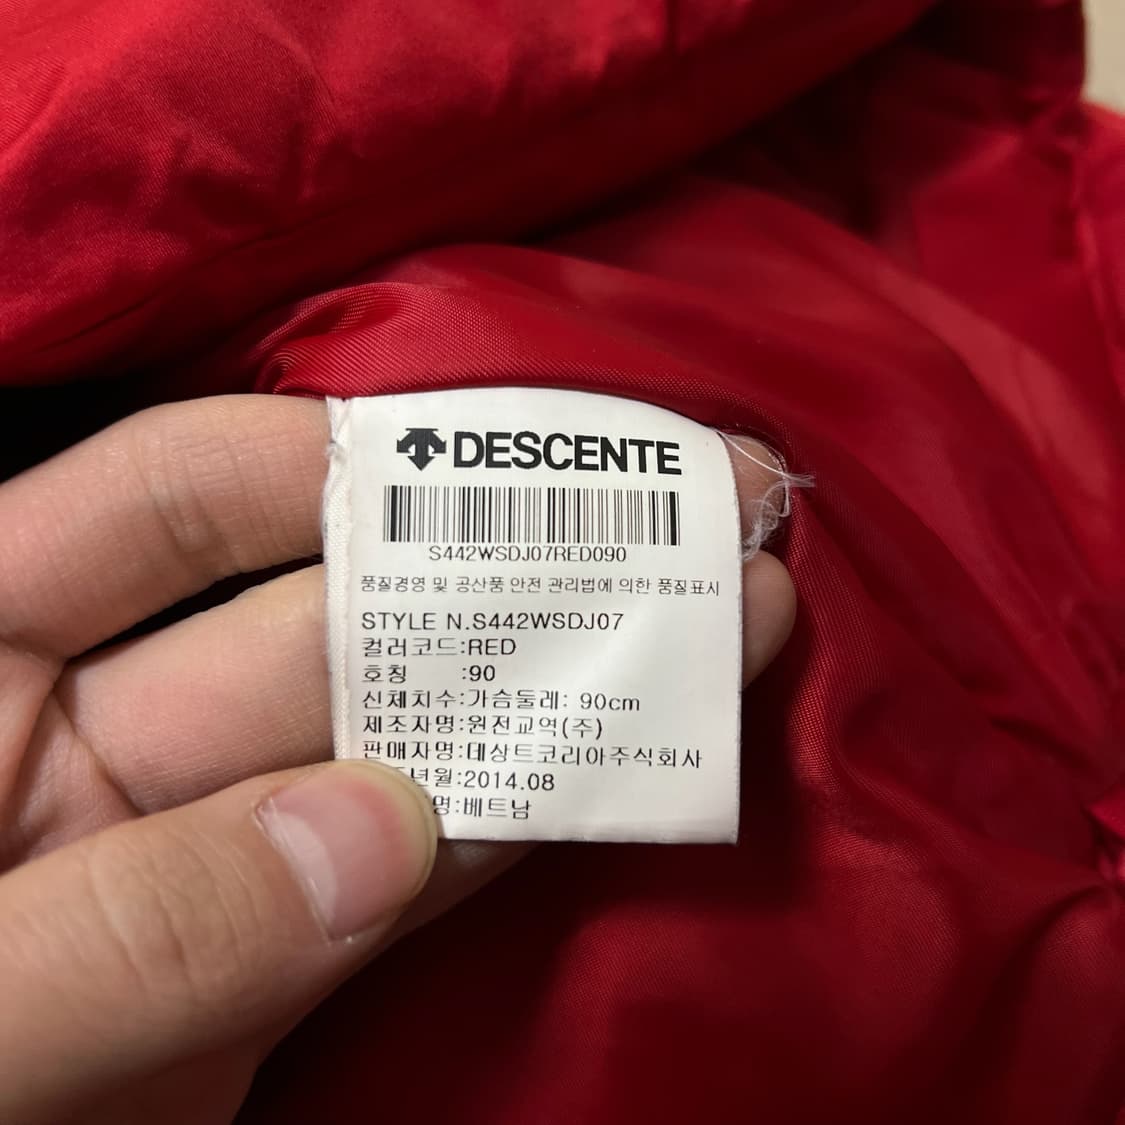 DESCENTE
S442WSDJ07RED090
품질경영 및 공산품 안전 관리법에 의한 품질표시
STYLE N.S442WSDJ07
컬러코드:RED
호칭 :90
신체치수:가슴둘레: 90cm
제조자명:원전교역(주)
판매자명:데상트코리아주식회사
년월:2014.08
명:베트남